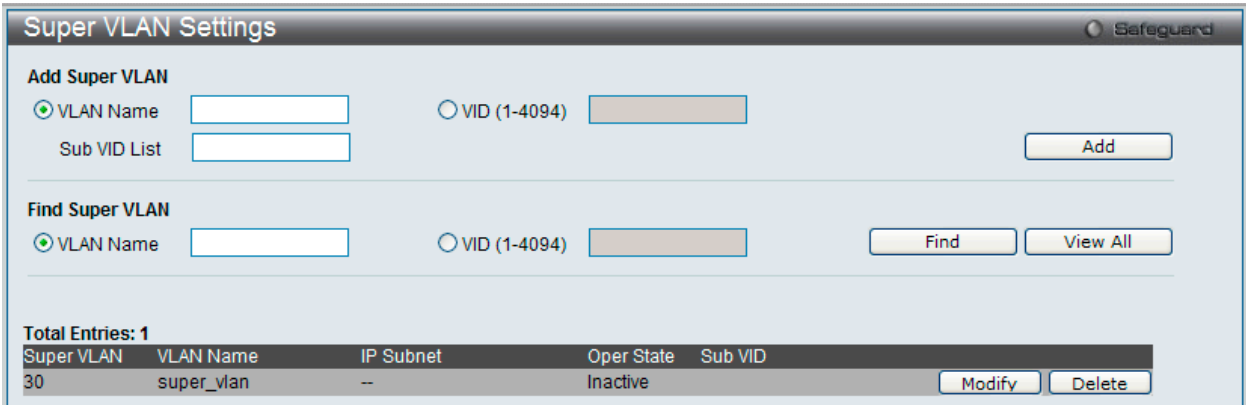 Super VLAN Settings Safeguard
Add Super VLAN
VLAN Name VID (1-4094)
Sub VID List Add
Find Super VLAN
VLAN Name VID (1-4094) Find View All
Total Entries: 1
Super VLAN VLAN Name IP Subnet Oper State Sub VID
30 super_vlan -- Inactive Modify Delete